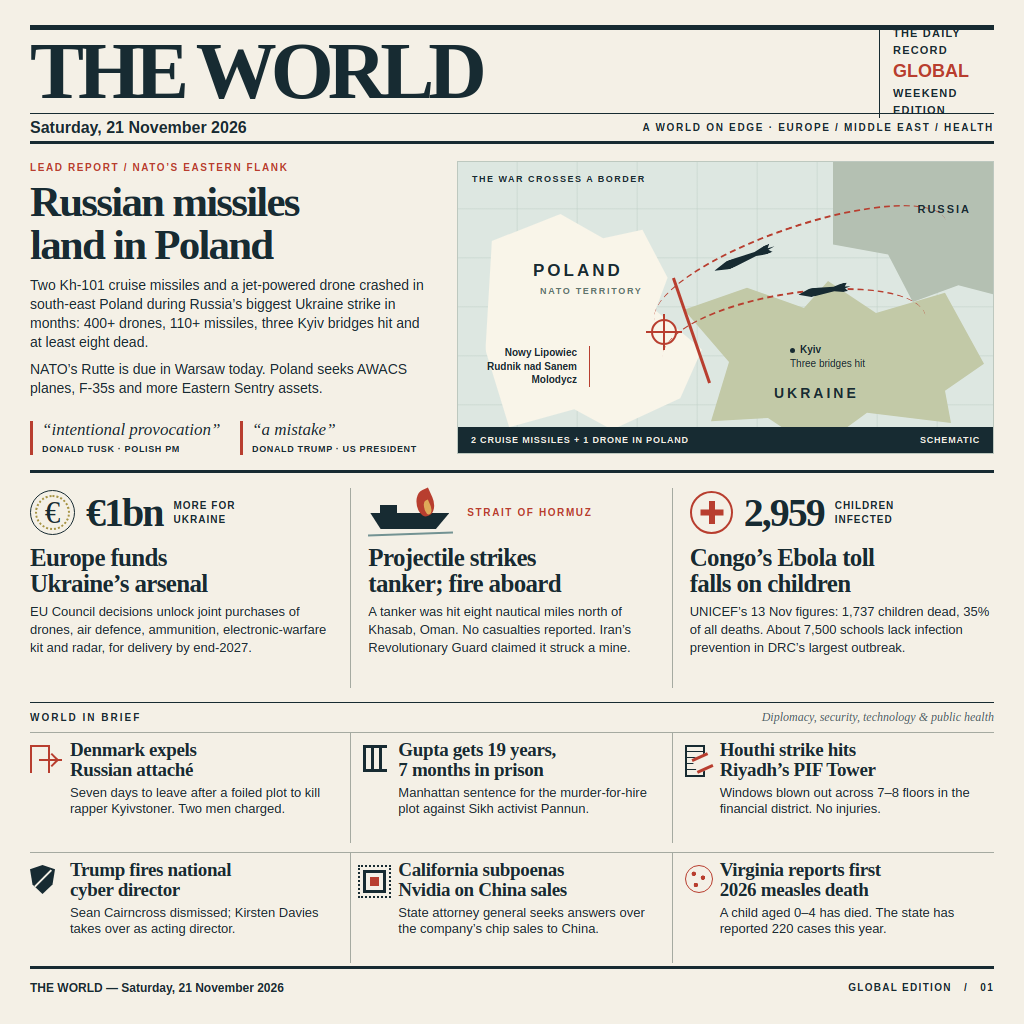 THE WORLD
THE DAILY
RECORD
GLOBAL
WEEKEND
EDITION
Saturday, 21 November 2026
A WORLD ON EDGE · EUROPE / MIDDLE EAST / HEALTH
LEAD REPORT / NATO’S EASTERN FLANK
Russian missiles
land in Poland
Two Kh-101 cruise missiles and a jet-powered drone crashed in
south-east Poland during Russia’s biggest Ukraine strike in
months: 400+ drones, 110+ missiles, three Kyiv bridges hit and
at least eight dead.
NATO’s Rutte is due in Warsaw today. Poland seeks AWACS
planes, F-35s and more Eastern Sentry assets.
“intentional provocation”
DONALD TUSK · POLISH PM
“a mistake”
DONALD TRUMP · US PRESIDENT
THE WAR CROSSES A BORDER
RUSSIA
POLAND
NATO TERRITORY
Nowy Lipowiec
Rudnik nad Sanem
Molodycz
Kyiv
Three bridges hit
UKRAINE
2 CRUISE MISSILES + 1 DRONE IN POLAND
SCHEMATIC
€
€1bn
MORE FOR
UKRAINE
Europe funds
Ukraine’s arsenal
EU Council decisions unlock joint purchases of
drones, air defence, ammunition, electronic-warfare
kit and radar, for delivery by end-2027.
STRAIT OF HORMUZ
Projectile strikes
tanker; fire aboard
A tanker was hit eight nautical miles north of
Khasab, Oman. No casualties reported. Iran’s
Revolutionary Guard claimed it struck a mine.
2,959
CHILDREN
INFECTED
Congo’s Ebola toll
falls on children
UNICEF’s 13 Nov figures: 1,737 children dead, 35%
of all deaths. About 7,500 schools lack infection
prevention in DRC’s largest outbreak.
WORLD IN BRIEF
Diplomacy, security, technology & public health
Denmark expels
Russian attaché
Seven days to leave after a foiled plot to kill
rapper Kyivstoner. Two men charged.
Gupta gets 19 years,
7 months in prison
Manhattan sentence for the murder-for-hire
plot against Sikh activist Pannun.
Houthi strike hits
Riyadh’s PIF Tower
Windows blown out across 7–8 floors in the
financial district. No injuries.
Trump fires national
cyber director
Sean Cairncross dismissed; Kirsten Davies
takes over as acting director.
California subpoenas
Nvidia on China sales
State attorney general seeks answers over
the company’s chip sales to China.
Virginia reports first
2026 measles death
A child aged 0–4 has died. The state has
reported 220 cases this year.
THE WORLD — Saturday, 21 November 2026
GLOBAL EDITION / 01